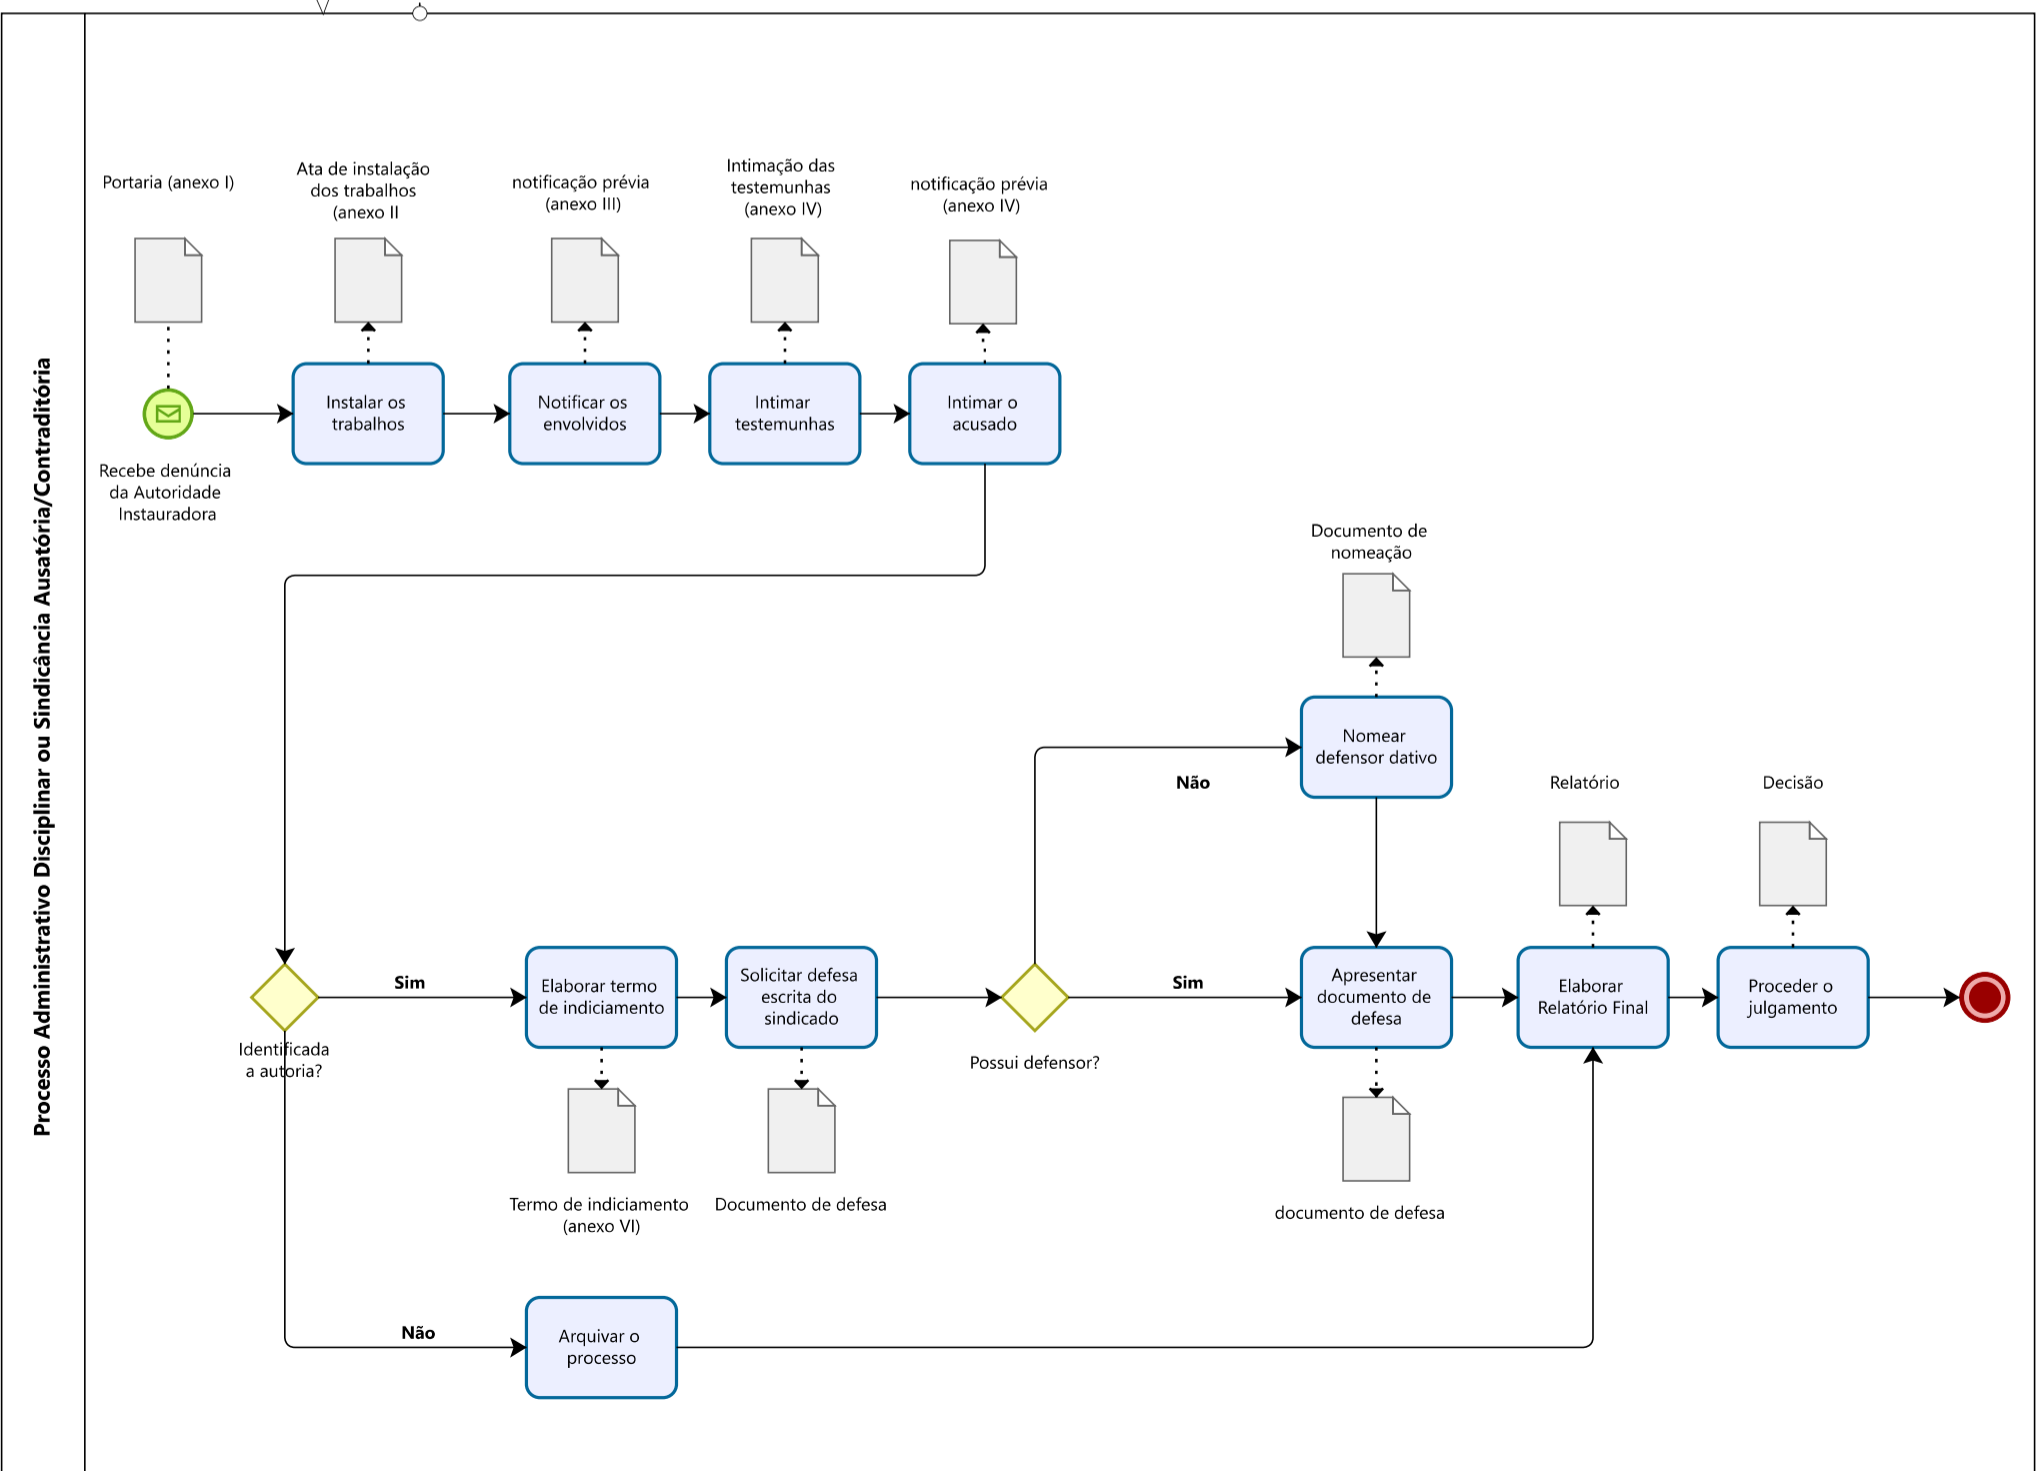 Processo Administrativo Disciplinar ou Sindicância Ausatória/Contraditória
Portaria (anexo I)
Ata de instalação
dos trabalhos
(anexo II
notificação prévia
(anexo III)
Intimação das
testemunhas
(anexo IV)
notificação prévia
(anexo IV)
Recebe denúncia
da Autoridade
Instauradora
Instalar os
trabalhos
Notificar os
envolvidos
Intimar
testemunhas
Intimar o
acusado
Documento de
nomeação
Nomear
defensor dativo
Não
Relatório
Decisão
Identificada
a autoria?
Sim
Elaborar termo
de indiciamento
Solicitar defesa
escrita do
sindicado
Possui defensor?
Sim
Apresentar
documento de
defesa
Elaborar
Relatório Final
Proceder o
julgamento
Termo de indiciamento
(anexo VI)
Documento de defesa
documento de defesa
Não
Arquivar o
processo